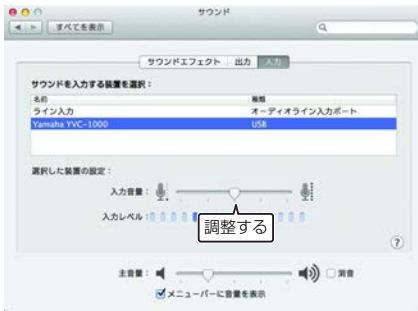 サウンド
すべてを表示
サウンドエフェクト 出力 入力
サウンドを入力する装置を選択：
名前 種類
ライン入力 オーディオライン入力ポート
Yamaha YVC-1000 USB
選択した装置の設定：
入力音量：
入力レベル：
調整する
?
主音量： 消音
メニューバーに音量を表示